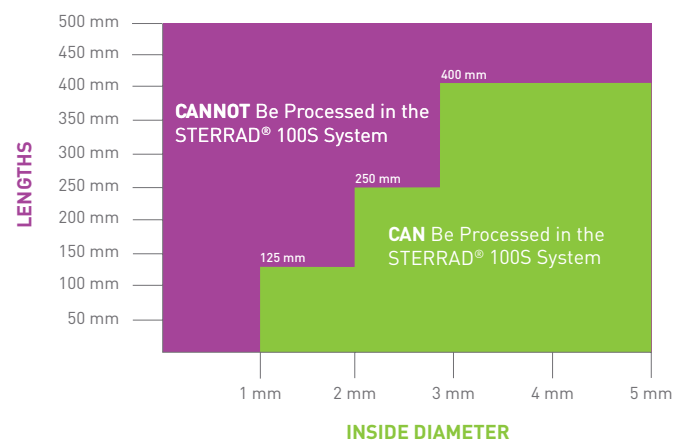 500 mm
450 mm
400 mm
350 mm
300 mm
250 mm
200 mm
150 mm
100 mm
50 mm
LENGTHS
CANNOT Be Processed in the
STERRAD® 100S System
400 mm
250 mm
125 mm
CAN Be Processed in the
STERRAD® 100S System
1 mm
2 mm
3 mm
4 mm
5 mm
INSIDE DIAMETER